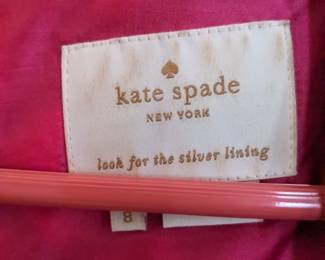 kate spade
NEW YORK
look for the silver lining
8